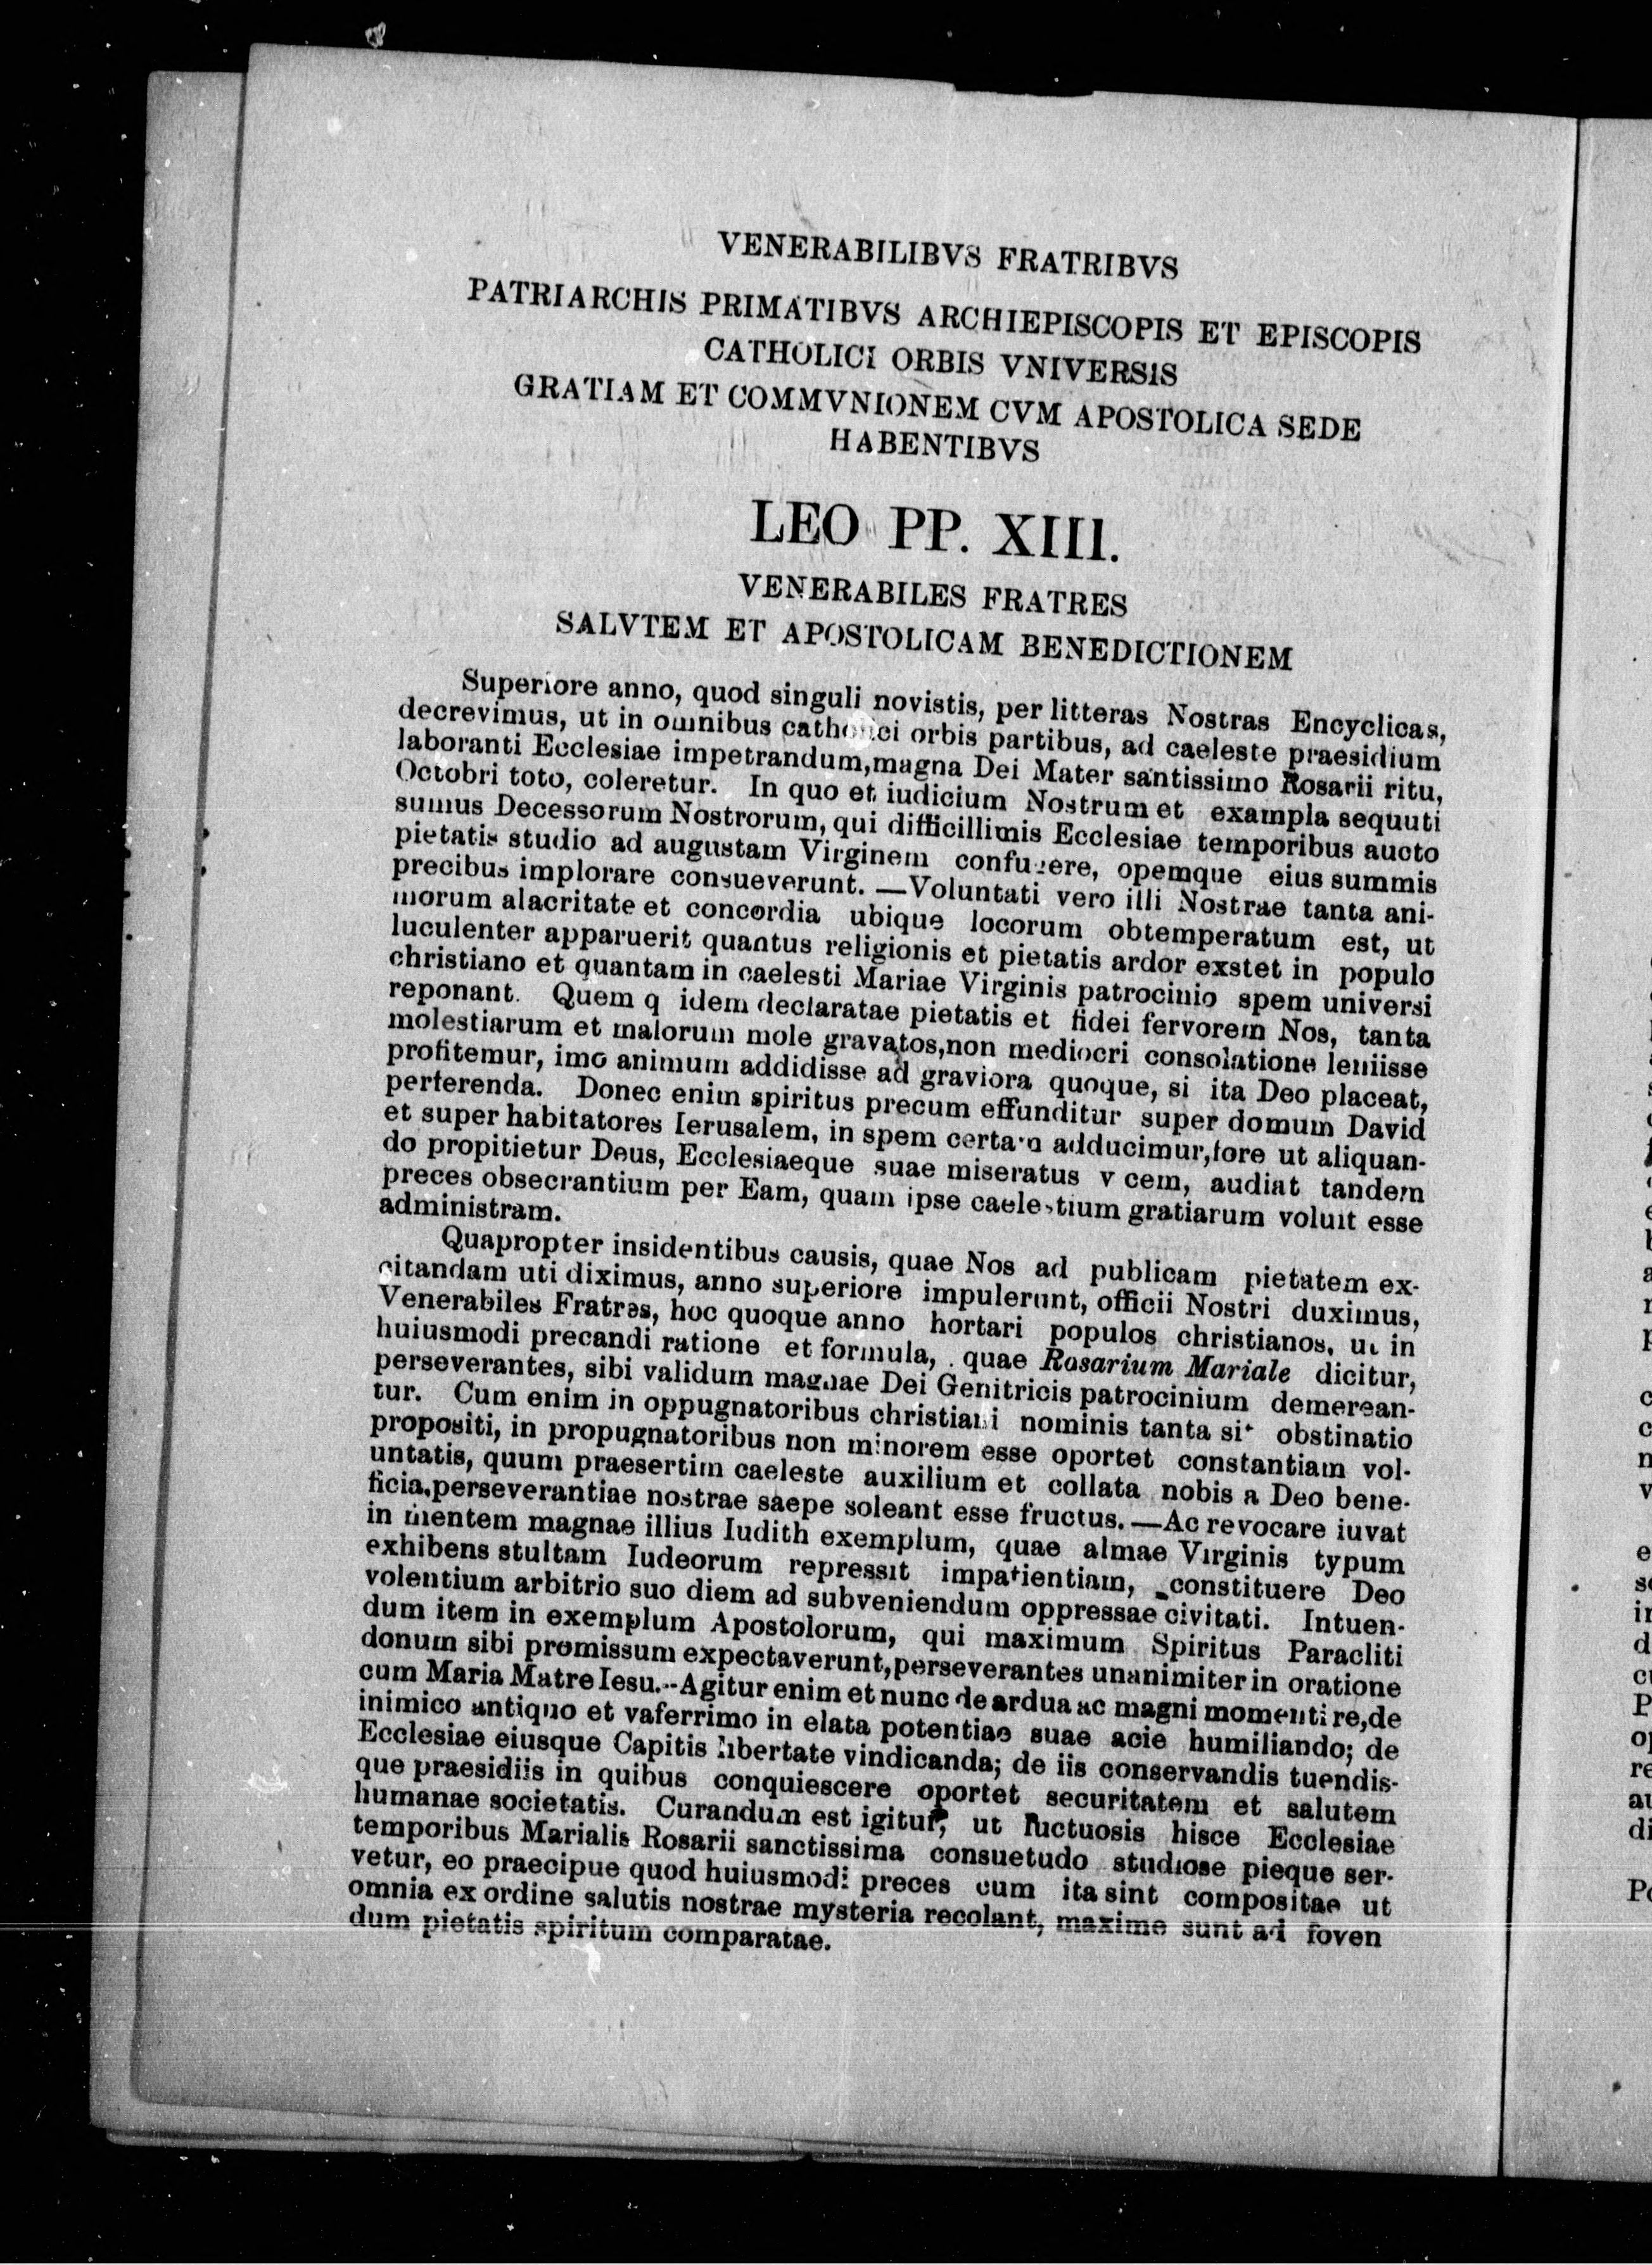 VENERABILIBVS FRATRIBVS
PATRIARCHIS PRIMATIBVS ARCHIEPISCOPIS ET EPISCOPIS
CATHOLICI ORBIS VNIVERSIS
GRATIAM ET COMMVNIONEM CVM APOSTOLICA SEDE
HABENTIBVS
LEO PP. XIII.
VENERABILES FRATRES
SALVTEM ET APOSTOLICAM BENEDICTIONEM
Superiore anno, quod singuli novistis, per litteras Nostras Encyclicas,
decrevimus, ut in omnibus catholici orbis partibus, ad caeleste praesidium
laboranti Ecclesiae impetrandum,magna Dei Mater santissimo Rosarii ritu,
Octobri toto, coleretur. In quo et iudicium Nostrum et exampla sequuti
sumus Decessorum Nostrorum, qui difficillimis Ecclesiae temporibus aucto
pietatis studio ad augustam Virginem confugere, opemque eius summis
precibus implorare consueverunt. —Voluntati vero illi Nostrae tanta ani-
morum alacritate et concordia ubique locorum obtemperatum est, ut
luculenter apparuerit quantus religionis et pietatis ardor exstet in populo
christiano et quantam in caelesti Mariae Virginis patrocinio spem universi
reponant. Quem q idem declaratae pietatis et fidei fervorem Nos, tanta
molestiarum et malorum mole gravatos,non mediocri consolatione leniisse
profitemur, imo animum addidisse ad graviora quoque, si ita Deo placeat,
perferenda. Donec enim spiritus precum effunditur super domum David
et super habitatores Ierusalem, in spem certam adducimur,fore ut aliquan-
do propitietur Deus, Ecclesiaeque suae miseratus v cem, audiat tandem
preces obsecrantium per Eam, quam ipse caelestium gratiarum voluit esse
administram.
Quapropter insidentibus causis, quae Nos ad publicam pietatem ex-
citandam uti diximus, anno superiore impulerunt, officii Nostri duximus,
Venerabiles Fratres, hoc quoque anno hortari populos christianos, ut in
huiusmodi precandi ratione et formula, . quae Rosarium Mariale dicitur,
perseverantes, sibi validum magnae Dei Genitricis patrocinium demerean-
tur. Cum enim in oppugnatoribus christiani nominis tanta sit obstinatio
propositi, in propugnatoribus non minorem esse oportet constantiam vol-
untatis, quum praesertim caeleste auxilium et collata nobis a Deo bene-
ficia,perseverantiae nostrae saepe soleant esse fructus. —Ac revocare iuvat
in mentem magnae illius Iudith exemplum, quae almae Virginis typum
exhibens stultam Iudeorum repressit impatientiam, constituere Deo
volentium arbitrio suo diem ad subveniendum oppressae civitati. Intuen-
dum item in exemplum Apostolorum, qui maximum Spiritus Paracliti
donum sibi promissum expectaverunt,perseverantes unanimiter in oratione
cum Maria Matre Iesu.--Agitur enim et nunc de ardua ac magni momenti re,de
inimico antiquo et vaferrimo in elata potentiae suae acie humiliando; de
Ecclesiae eiusque Capitis libertate vindicanda; de iis conservandis tuendis-
que praesidiis in quibus conquiescere oportet securitatem et salutem
humanae societatis. Curandum est igitur, ut luctuosis hisce Ecclesiae
temporibus Marialis Rosarii sanctissima consuetudo studiose pieque ser-
vetur, eo praecipue quod huiusmodi preces cum ita sint compositae ut
omnia ex ordine salutis nostrae mysteria recolant, maxime sunt ad foven
dum pietatis spiritum comparatae.